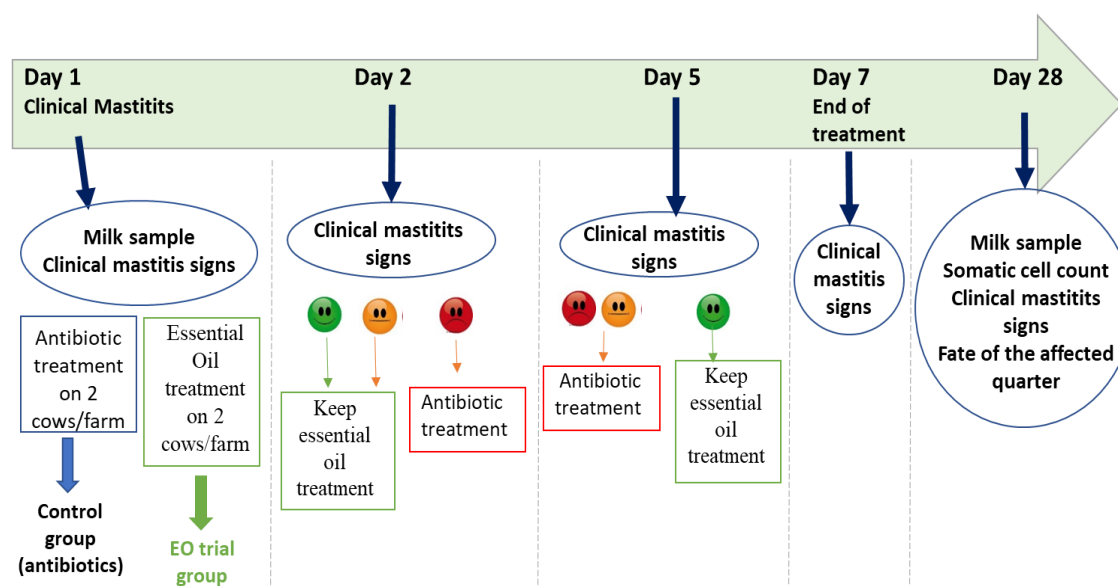 Day 1
Clinical Mastitits
Day 2
Day 5
Day 7
End of
treatment
Day 28
Milk sample
Clinical mastitis signs
Clinical mastitits
signs
Clinical mastitis
signs
Clinical
mastitis
signs
Milk sample
Somatic cell count
Clinical mastitits
signs
Fate of the affected
quarter
Antibiotic
treatment
on 2
cows/farm
Essential
Oil
treatment
on 2
cows/farm
Keep
essential
oil
treatment
Antibiotic
treatment
Antibiotic
treatment
Keep
essential
oil
treatment
Control
group
(antibiotics)
EO trial
group